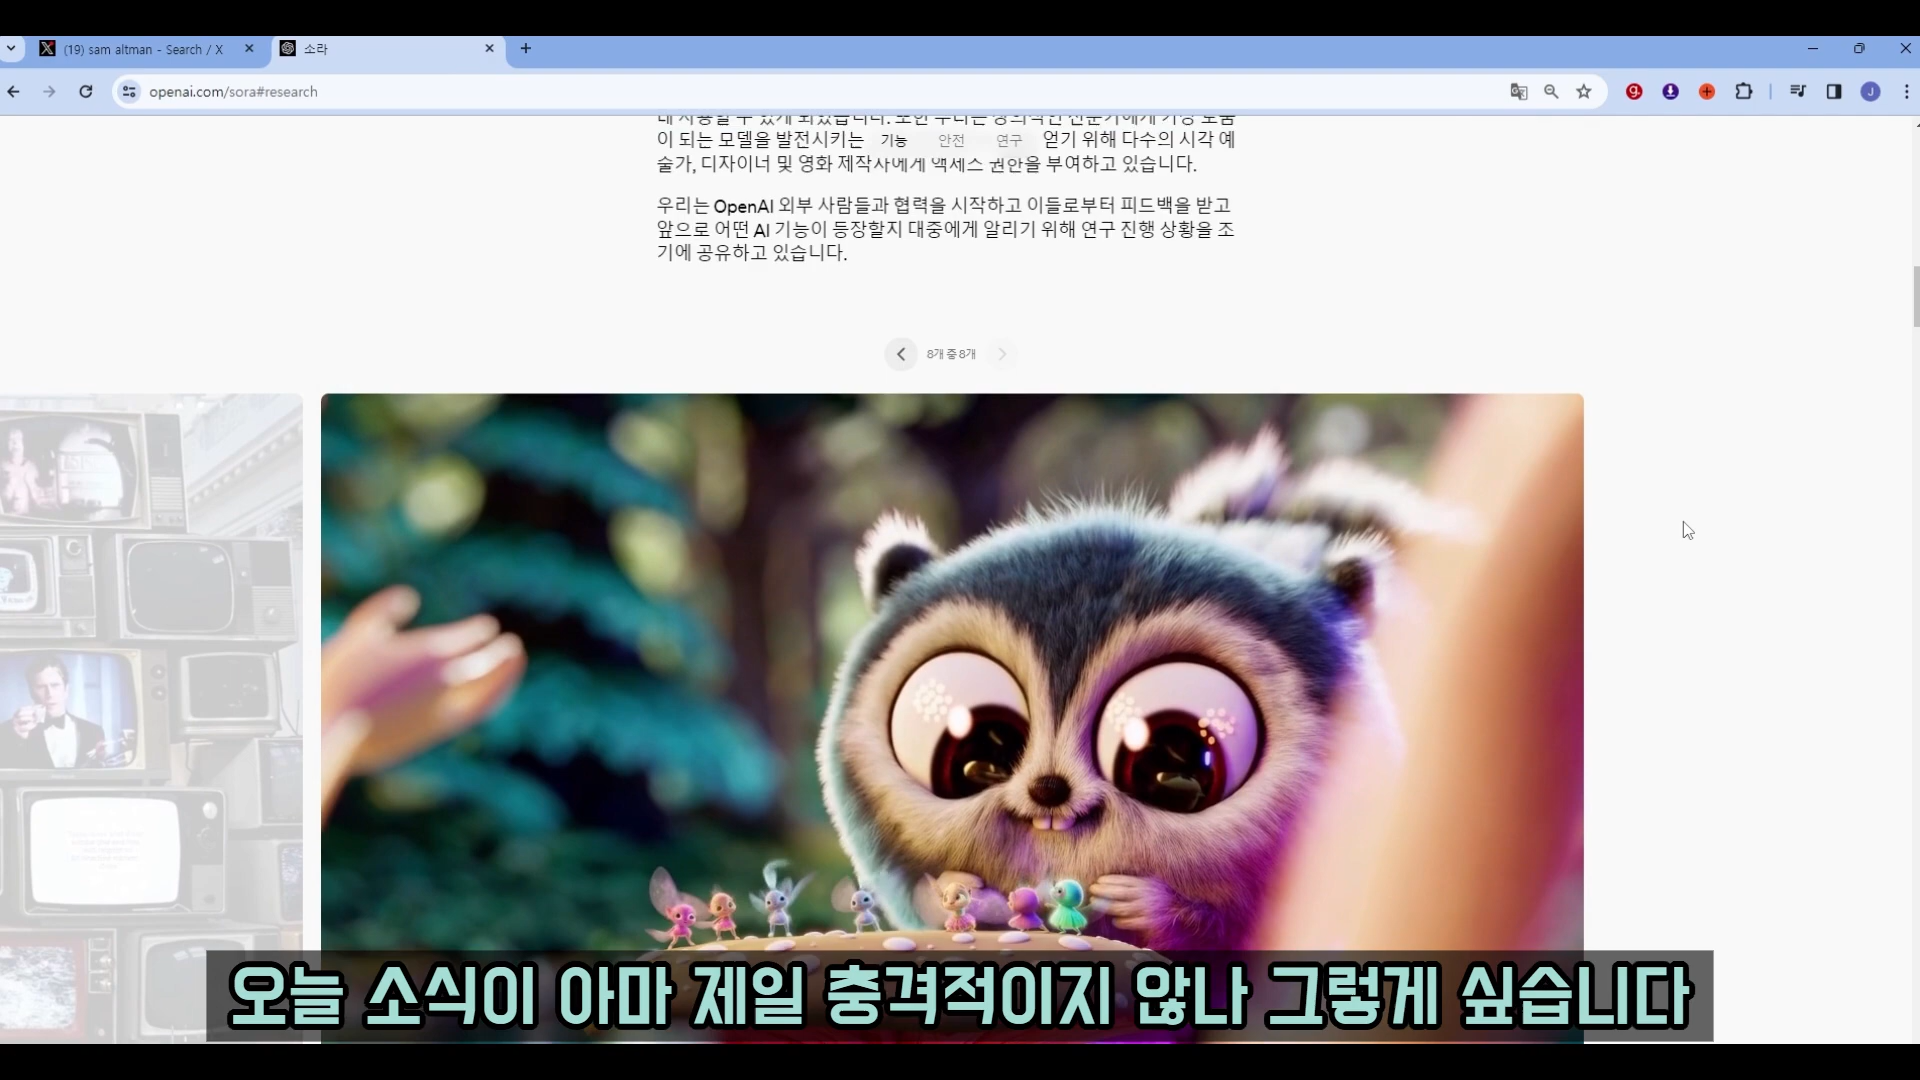 (19) sam altman - Search / X
소라
openai.com/sora#research
이 되는 모델을 발전시키는
기능 안전 연구
얻기 위해 다수의 시각 예
술가, 디자이너 및 영화 제작사에게 액세스 권한을 부여하고 있습니다.
우리는 OpenAI 외부 사람들과 협력을 시작하고 이들로부터 피드백을 받고
앞으로 어떤 AI 기능이 등장할지 대중에게 알리기 위해 연구 진행 상황을 조
기에 공유하고 있습니다.
8개 중 8개
오늘 소식이 아마 제일 충격적이지 않나 그렇게 싶습니다